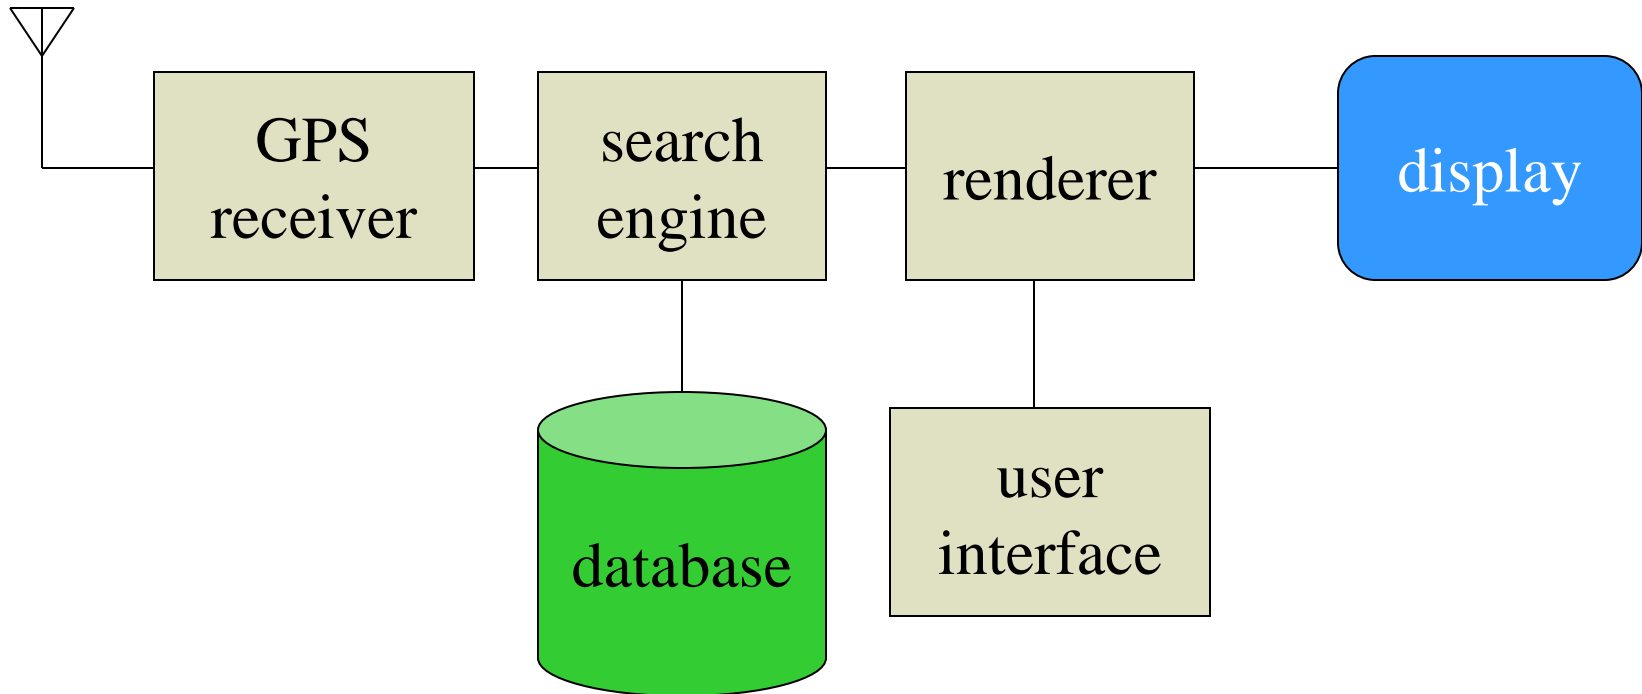 GPS
receiver
search
engine
renderer
display
database
user
interface